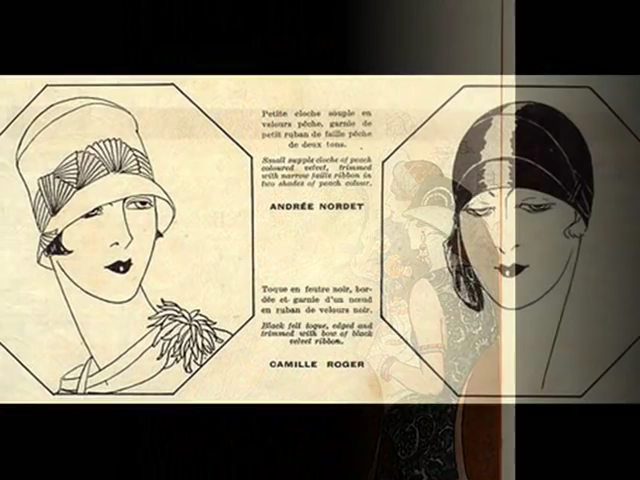 Petite cloche souple en
velours pêche, garnie de
petit ruban de faille pêche
de deux tons.
Small supple cloche of peach
coloured velvet, trimmed
with narrow faille ribbon in
two shades of peach colour.
ANDRÉE NORDET
Toque en feutre noir, bor-
dée et garnie d'un nœud
en ruban de velours noir.
Black felt toque, edged and
trimmed with bow of black
velvet ribbon.
CAMILLE ROGER